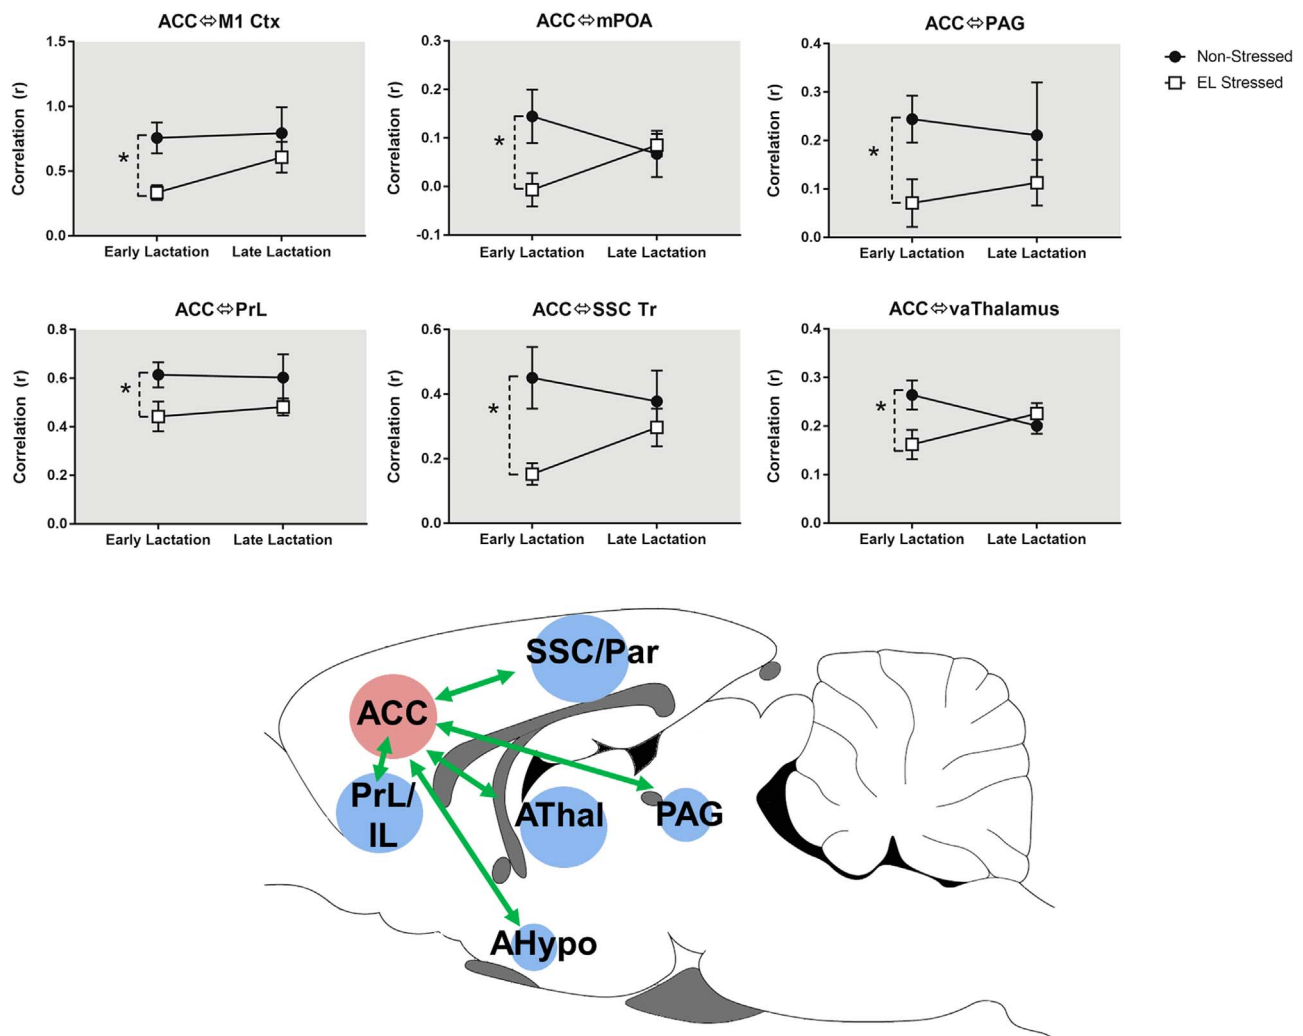 ACC⇔M1 Ctx
Correlation (r)
1.5
1.0
0.5
0.0
*
Early Lactation Late Lactation
ACC⇔mPOA
Correlation (r)
0.3
0.2
0.1
0.0
-0.1
*
Early Lactation Late Lactation
ACC⇔PAG
Correlation (r)
0.4
0.3
0.2
0.1
0.0
*
Early Lactation Late Lactation
Non-Stressed
EL Stressed
ACC⇔PrL
Correlation (r)
0.8
0.6
0.4
0.2
0.0
*
Early Lactation Late Lactation
ACC⇔SSC Tr
Correlation (r)
0.6
0.4
0.2
0.0
*
Early Lactation Late Lactation
ACC⇔vaThalamus
Correlation (r)
0.4
0.3
0.2
0.1
0.0
*
Early Lactation Late Lactation
SSC/Par
ACC
PrL/
IL
AThal
PAG
AHypo